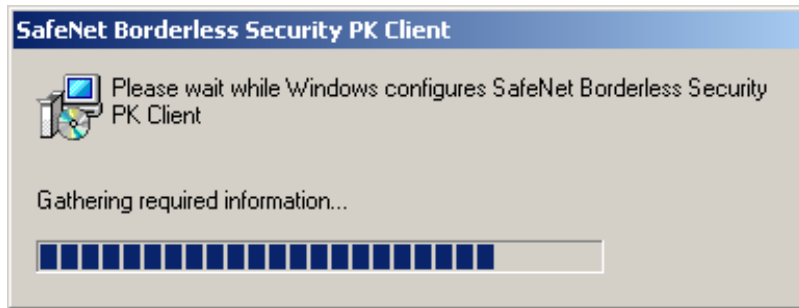 SafeNet Borderless Security PK Client
Please wait while Windows configures SafeNet Borderless Security
PK Client
Gathering required information...